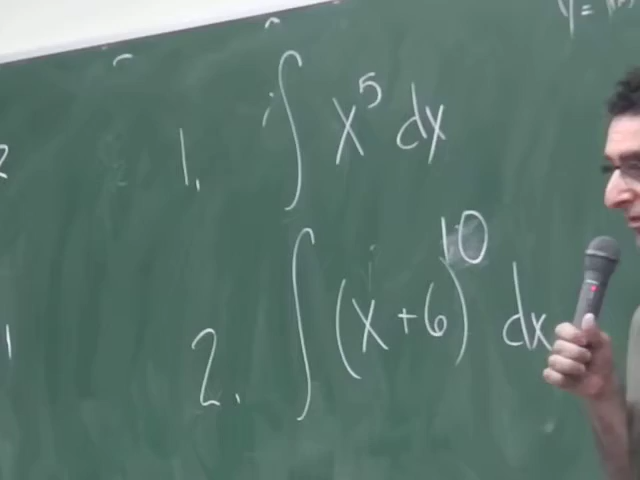 1. ∫ x⁵ dx
2. ∫ (x+6)¹⁰ dx